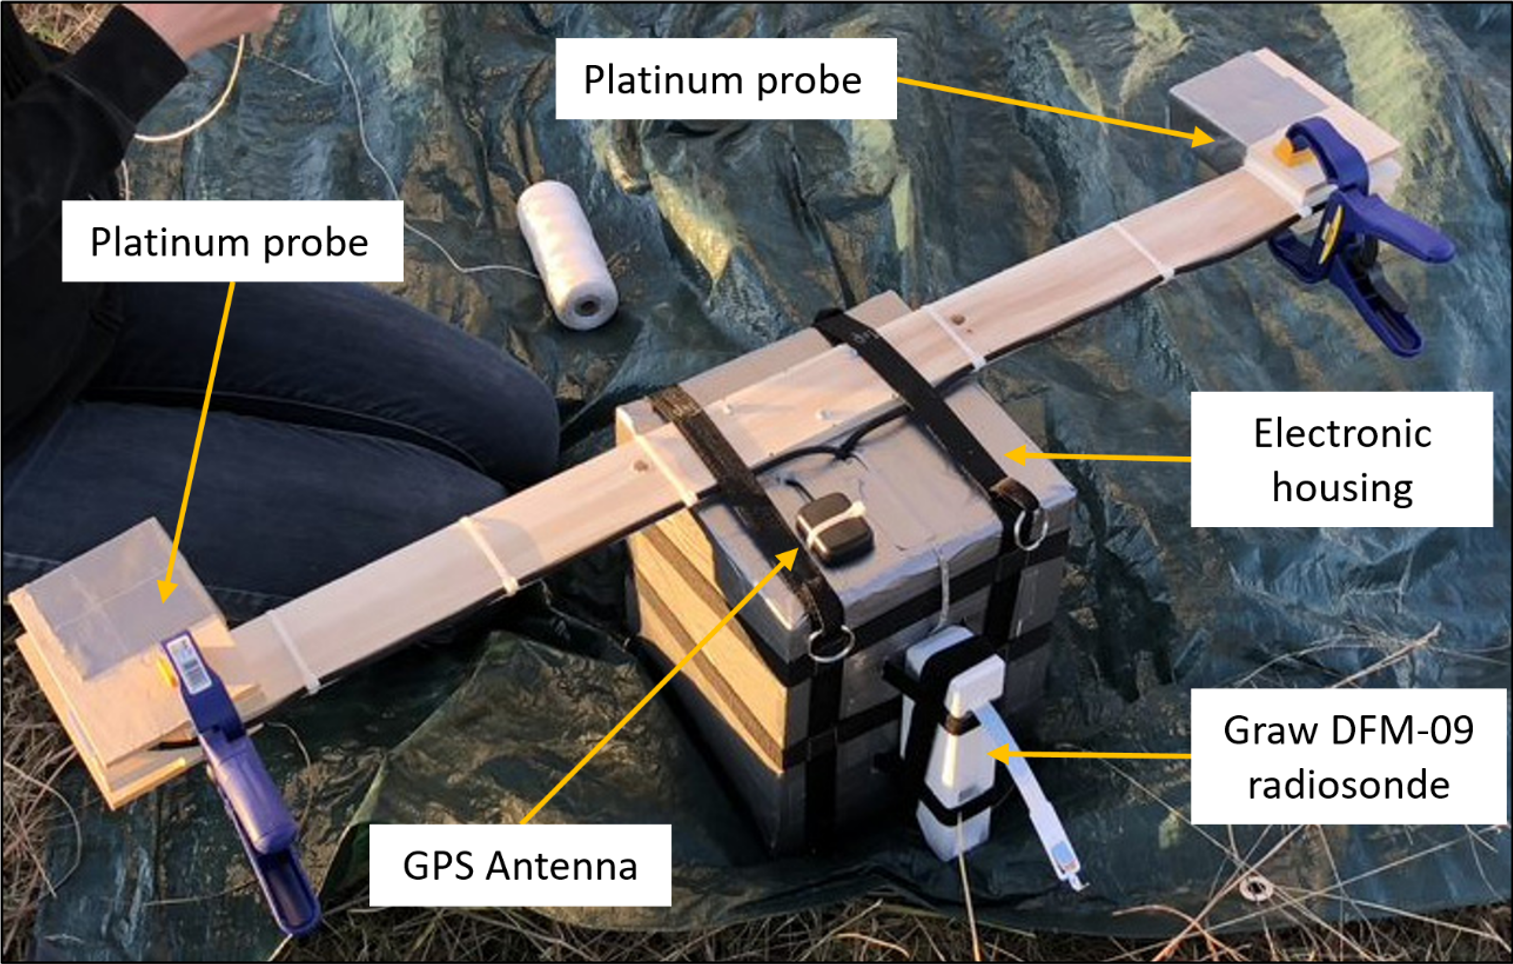 Platinum probe
Platinum probe
Electronic
housing
Graw DFM-09
radiosonde
GPS Antenna